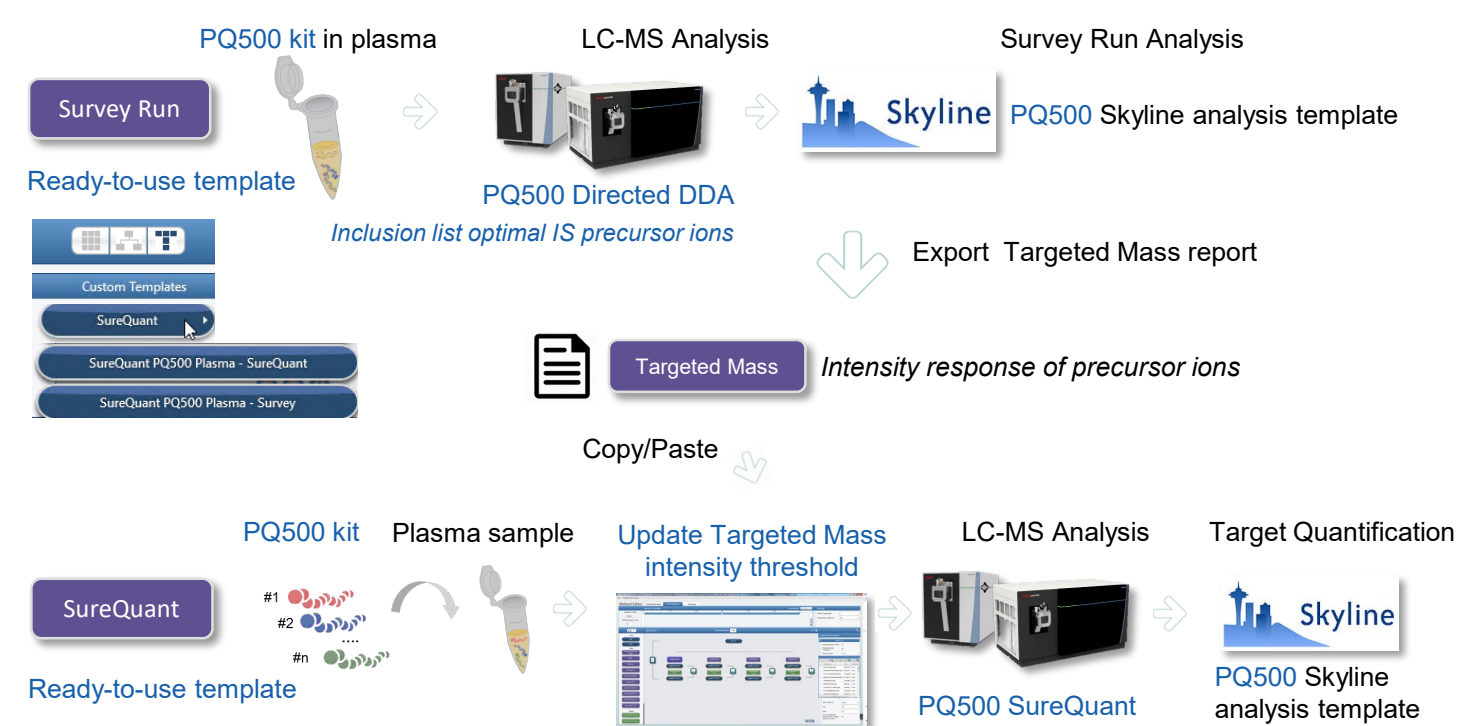 PQ500 kit in plasma
LC-MS Analysis
Survey Run Analysis
Survey Run
Skyline
PQ500 Skyline analysis template
Ready-to-use template
PQ500 Directed DDA
Inclusion list optimal IS precursor ions
Export Targeted Mass report
Custom Templates
SureQuant
SureQuant PQ500 Plasma - SureQuant
SureQuant PQ500 Plasma - Survey
Targeted Mass
Intensity response of precursor ions
Copy/Paste
PQ500 kit
Plasma sample
Update Targeted Mass
intensity threshold
LC-MS Analysis
Target Quantification
SureQuant
#1
#2
....
#n
Skyline
Ready-to-use template
PQ500 SureQuant
PQ500 Skyline
analysis template